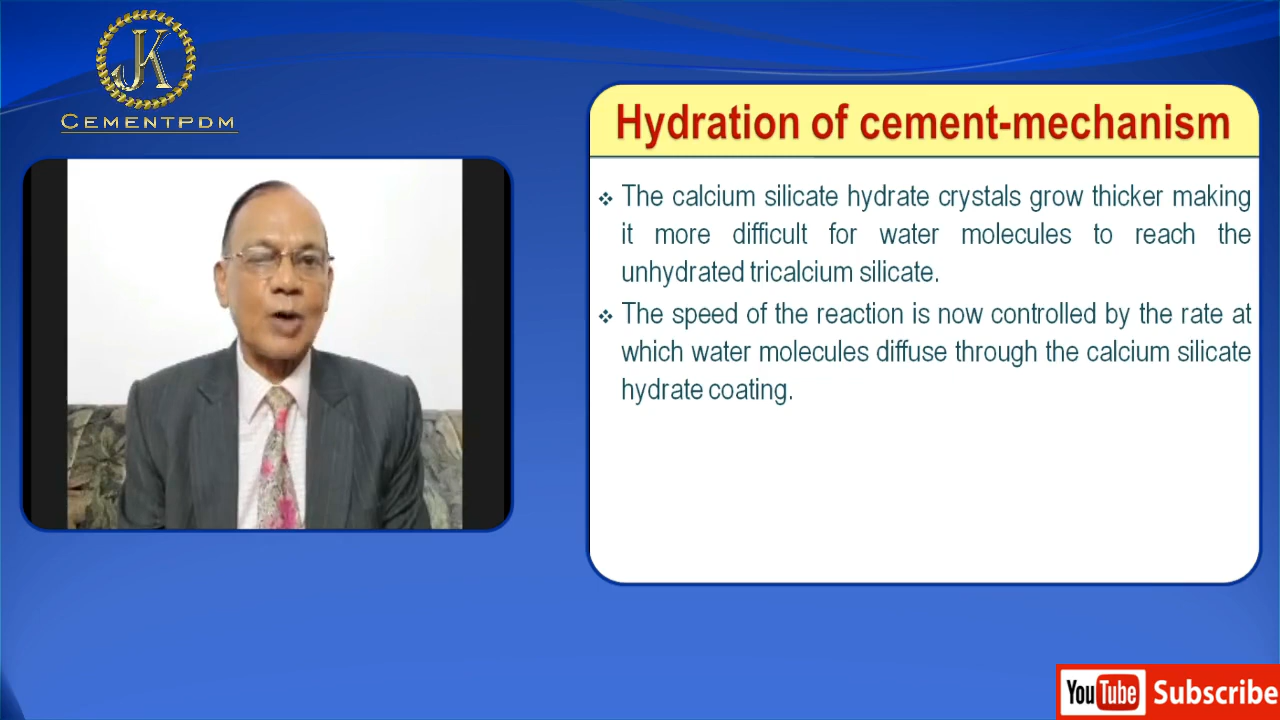 JK
CEMENTPDM
Hydration of cement-mechanism
The calcium silicate hydrate crystals grow thicker making
it more difficult for water molecules to reach the
unhydrated tricalcium silicate.
The speed of the reaction is now controlled by the rate at
which water molecules diffuse through the calcium silicate
hydrate coating.
YouTube Subscribe